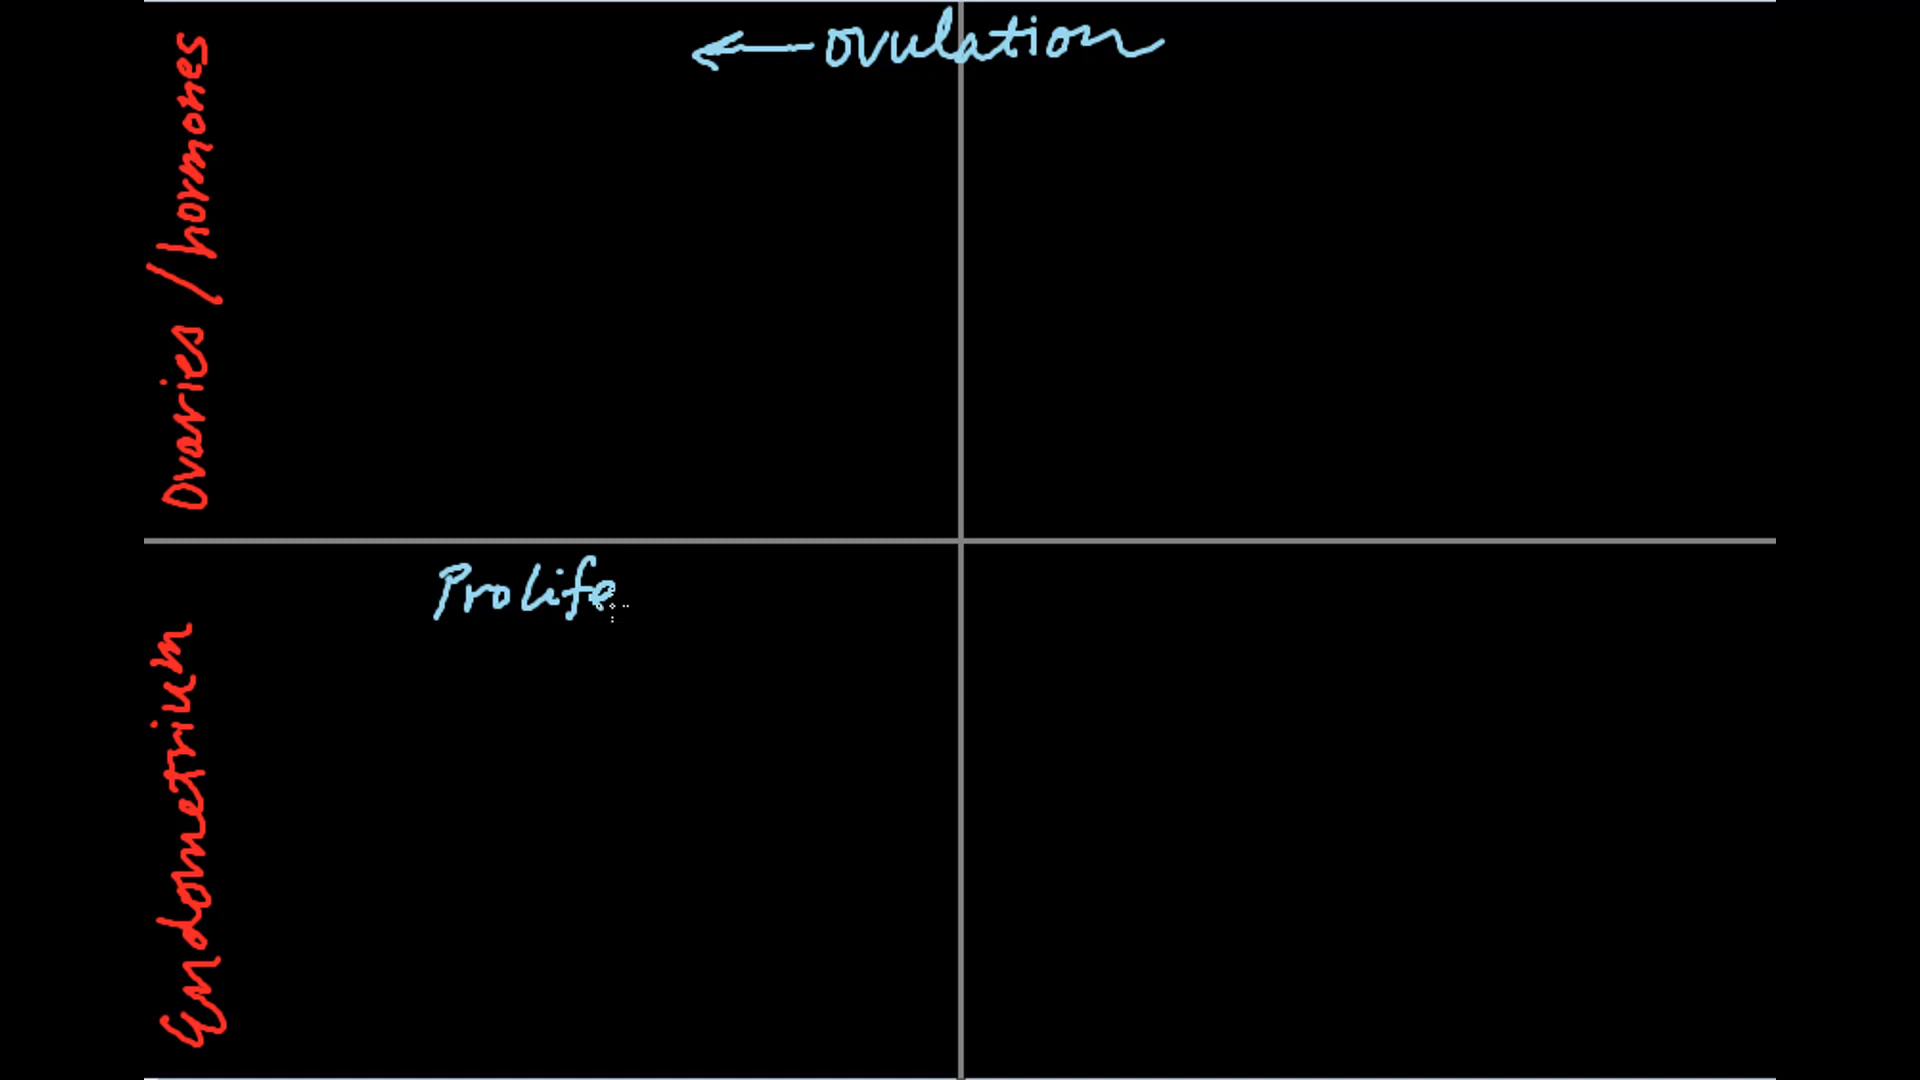 ← ovulation
Ovaries / hormones
Prolife
Endometrium